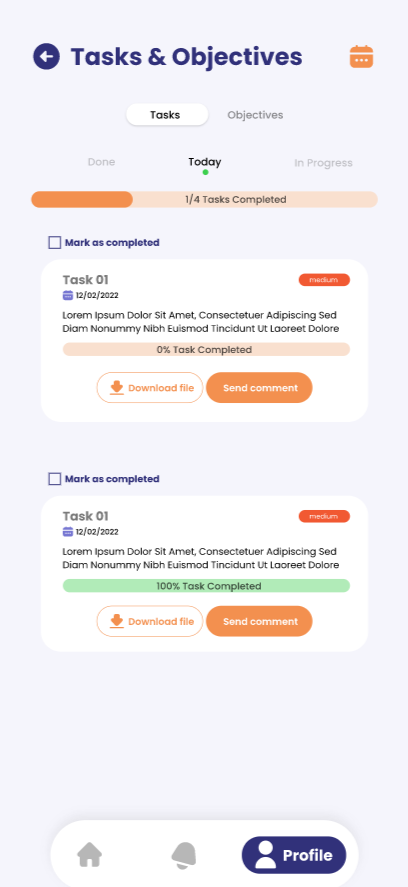 Tasks & Objectives
Tasks
Objectives
Done
Today
In Progress
1/4 Tasks Completed
Mark as completed
Task 01
medium
12/02/2022
Lorem Ipsum Dolor Sit Amet, Consectetuer Adipiscing Sed
Diam Nonummy Nibh Euismod Tincidunt Ut Laoreet Dolore
0% Task Completed
Download file
Send comment
Mark as completed
Task 01
medium
12/02/2022
Lorem Ipsum Dolor Sit Amet, Consectetuer Adipiscing Sed
Diam Nonummy Nibh Euismod Tincidunt Ut Laoreet Dolore
100% Task Completed
Download file
Send comment
Profile